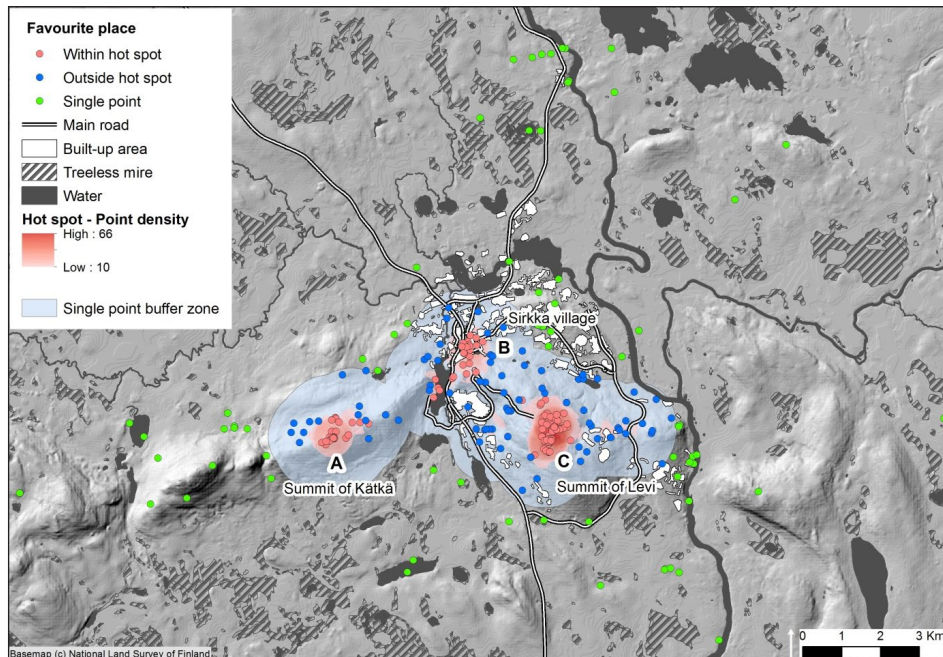 Favourite place
Within hot spot
Outside hot spot
Single point
Main road
Built-up area
Treeless mire
Water
Hot spot - Point density
High : 66
Low : 10
Single point buffer zone
Sirkka village
B
A
C
Summit of Kätkä
Summit of Levi
0 1 2 3 Km
Basemap (c) National Land Survey of Finland